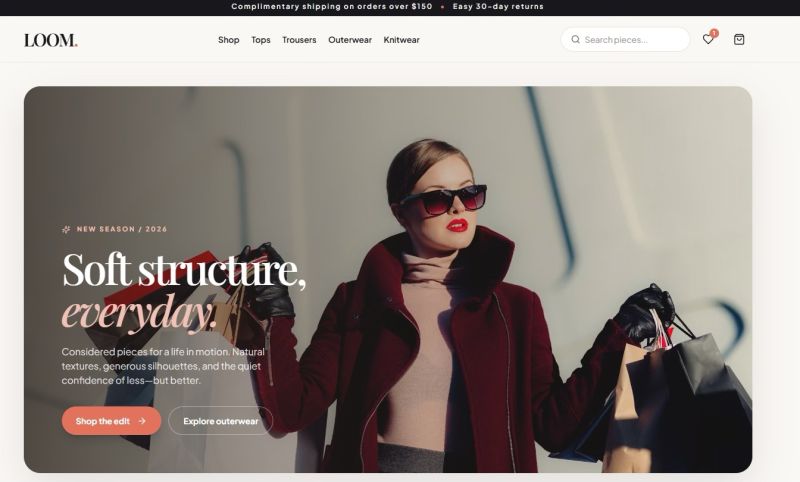 Complimentary shipping on orders over $150 • Easy 30-day returns
LOOM.
Shop Tops Trousers Outerwear Knitwear
Search pieces...
1
NEW SEASON / 2026
Soft structure,
everyday.
Considered pieces for a life in motion. Natural
textures, generous silhouettes, and the quiet
confidence of less—but better.
Shop the edit →
Explore outerwear